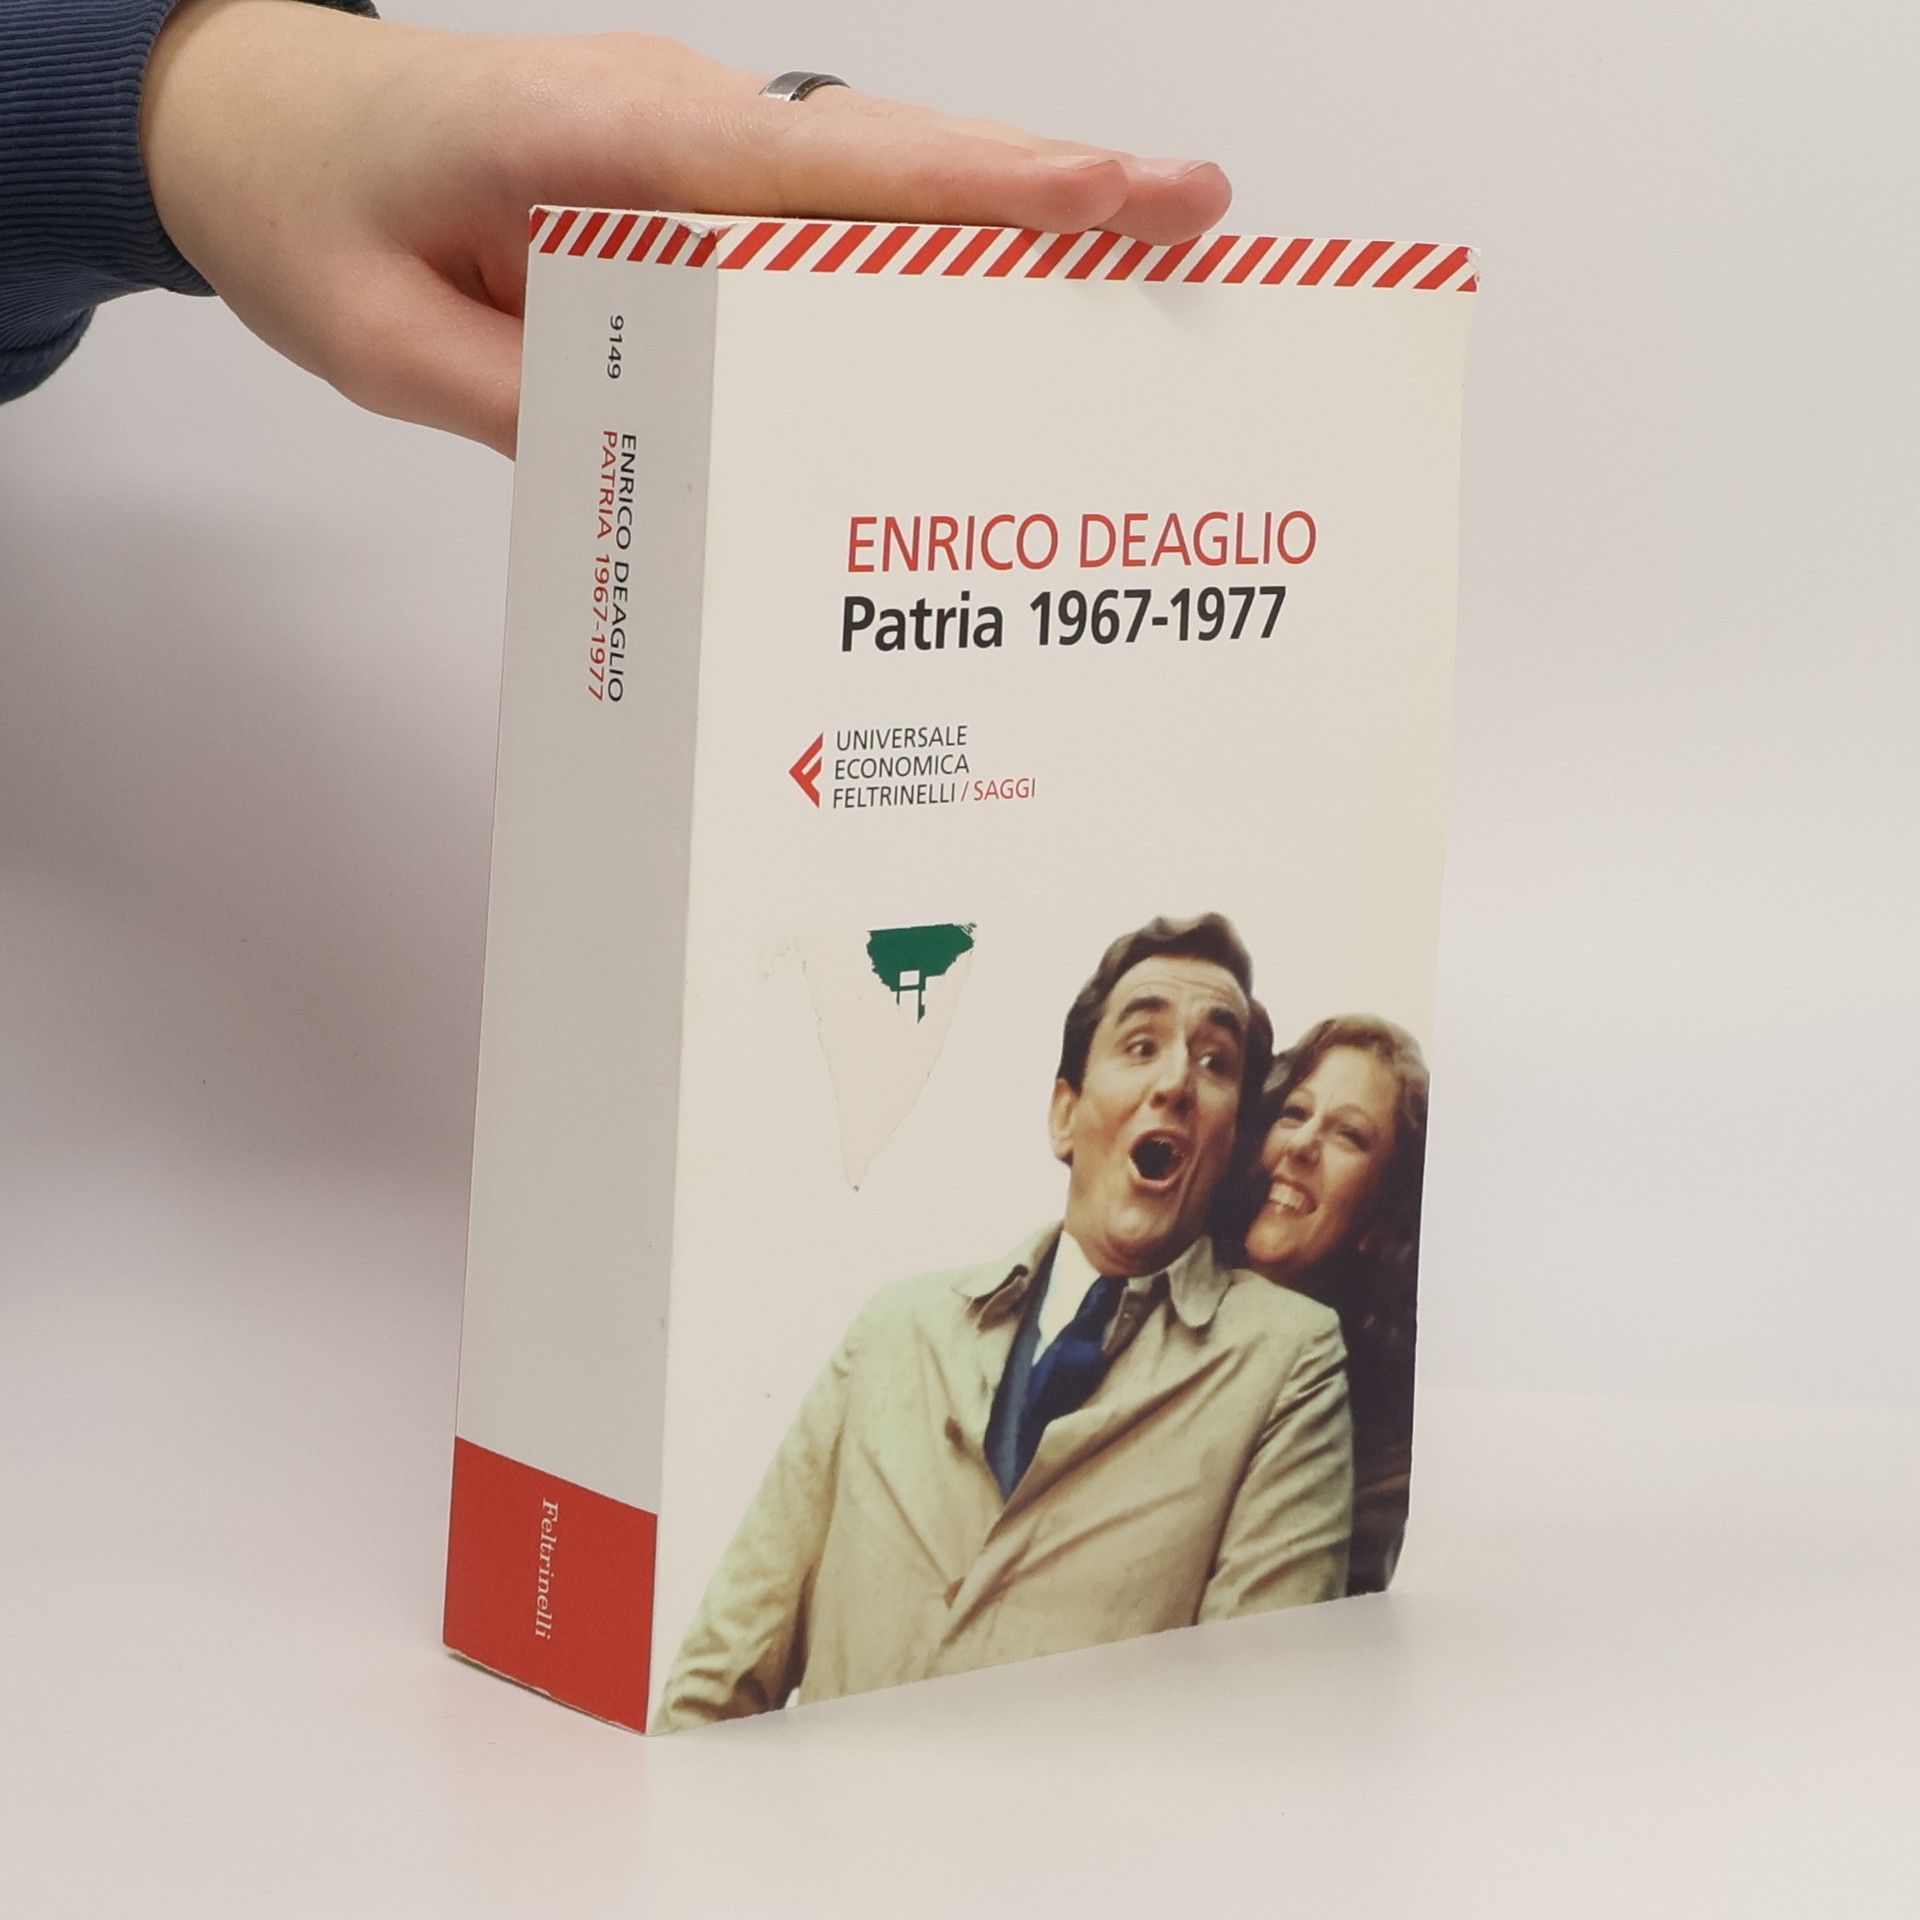 9149
ENRICO DEAGLIO
PATRIA 1967-1977
Feltrinelli
ENRICO DEAGLIO
Patria 1967-1977
UNIVERSALE
ECONOMICA
FELTRINELLI / SAGGI